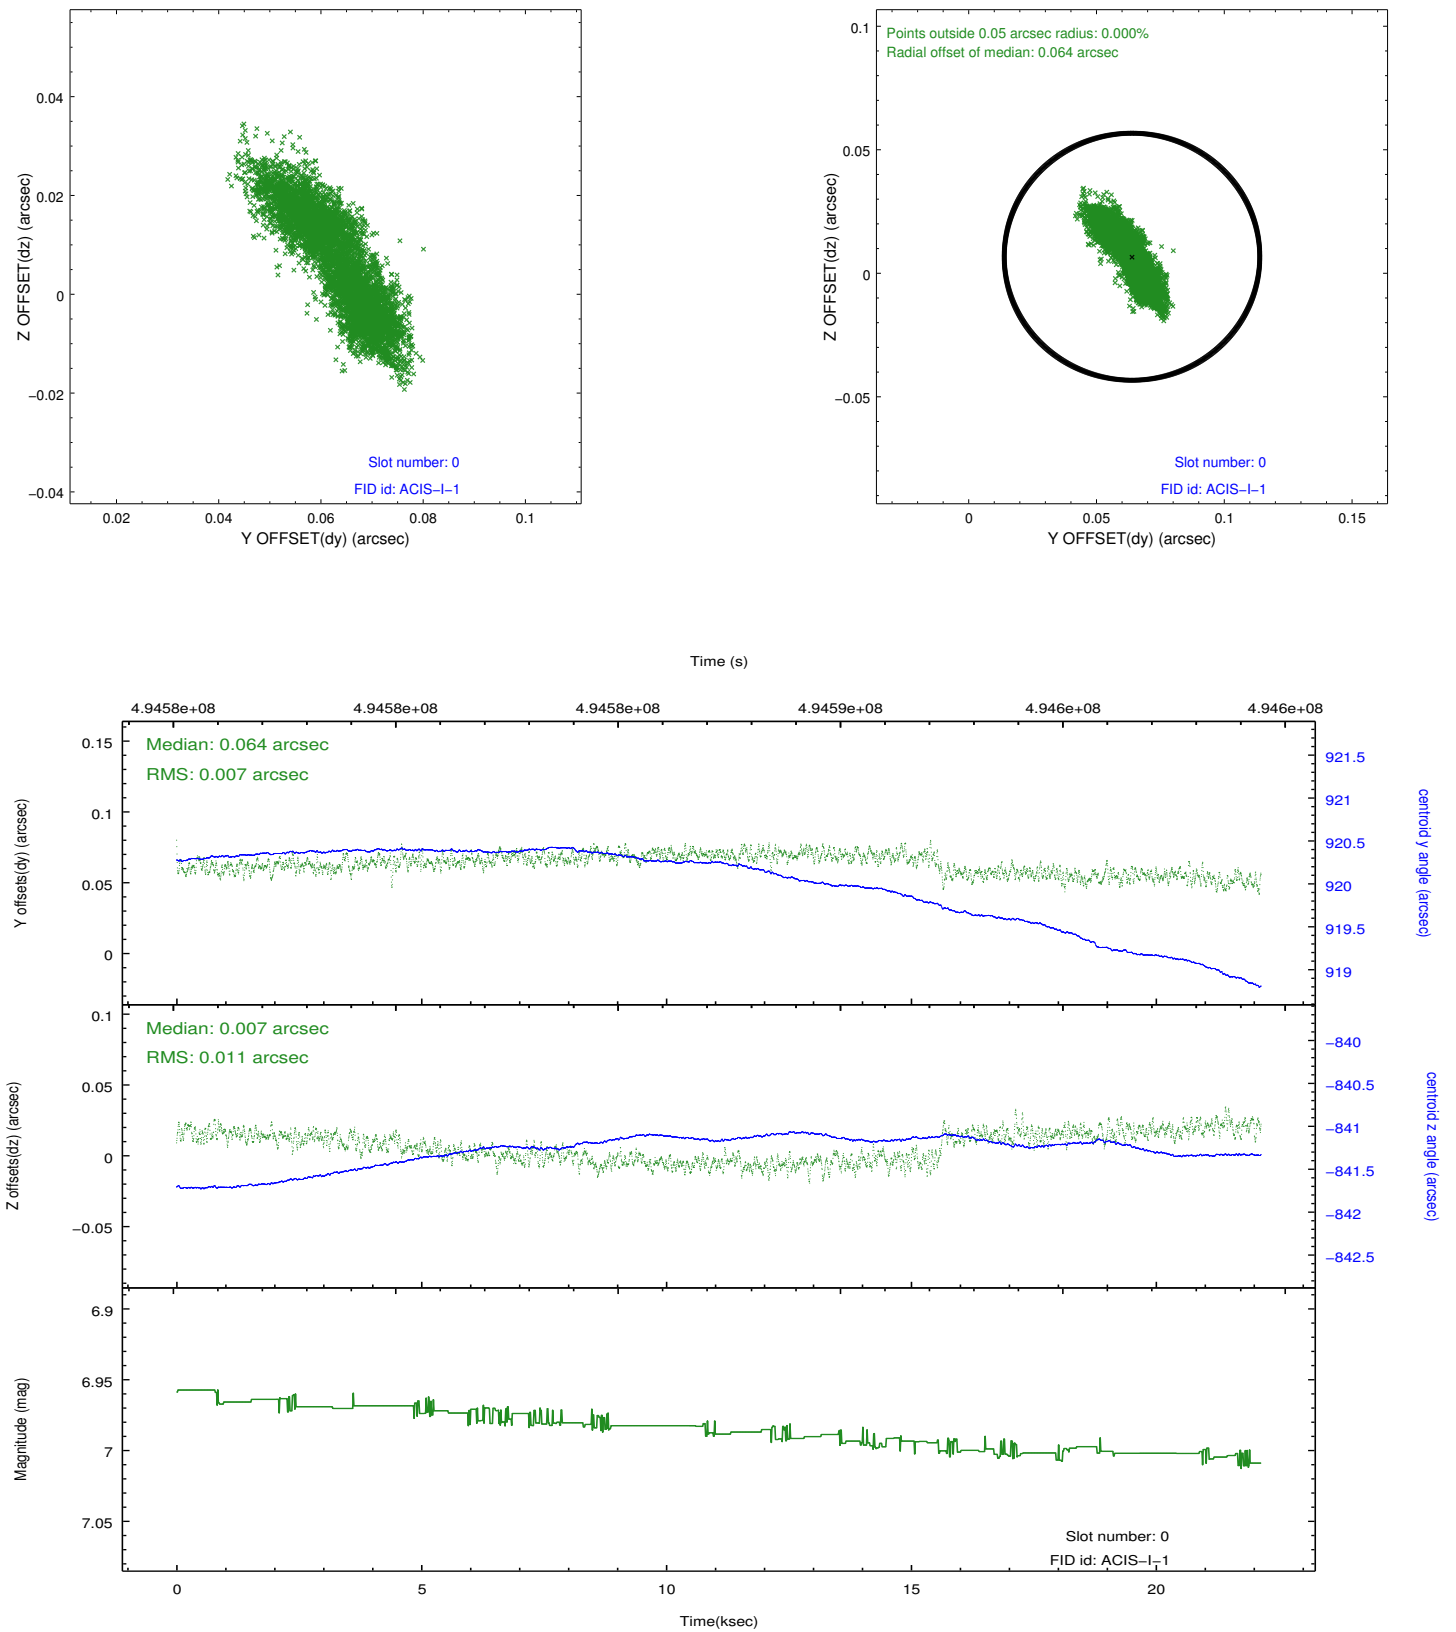 0.04
0.02
0
−0.02
−0.04
Z OFFSET(dz) (arcsec)
Slot number: 0
FID id: ACIS−I−1
0.02 0.04 0.06 0.08 0.1
Y OFFSET(dy) (arcsec)
Points outside 0.05 arcsec radius: 0.000%
Radial offset of median: 0.064 arcsec
0.1
0.05
0
−0.05
Z OFFSET(dz) (arcsec)
Slot number: 0
FID id: ACIS−I−1
0 0.05 0.1 0.15
Y OFFSET(dy) (arcsec)
Time (s)
4.9458e+08 4.9458e+08 4.9458e+08 4.9459e+08 4.946e+08 4.946e+08
Median: 0.064 arcsec
RMS: 0.007 arcsec
0.15
0.1
0.05
0
Y offsets(dy) (arcsec)
921.5
921
920.5
920
919.5
919
centroid y angle (arcsec)
Median: 0.007 arcsec
RMS: 0.011 arcsec
0.1
0.05
0
−0.05
Z offsets(dz) (arcsec)
−840
−840.5
−841
−841.5
−842
−842.5
centroid z angle (arcsec)
6.9
6.95
7
7.05
Magnitude (mag)
Slot number: 0
FID id: ACIS−I−1
0 5 10 15 20
Time(ksec)